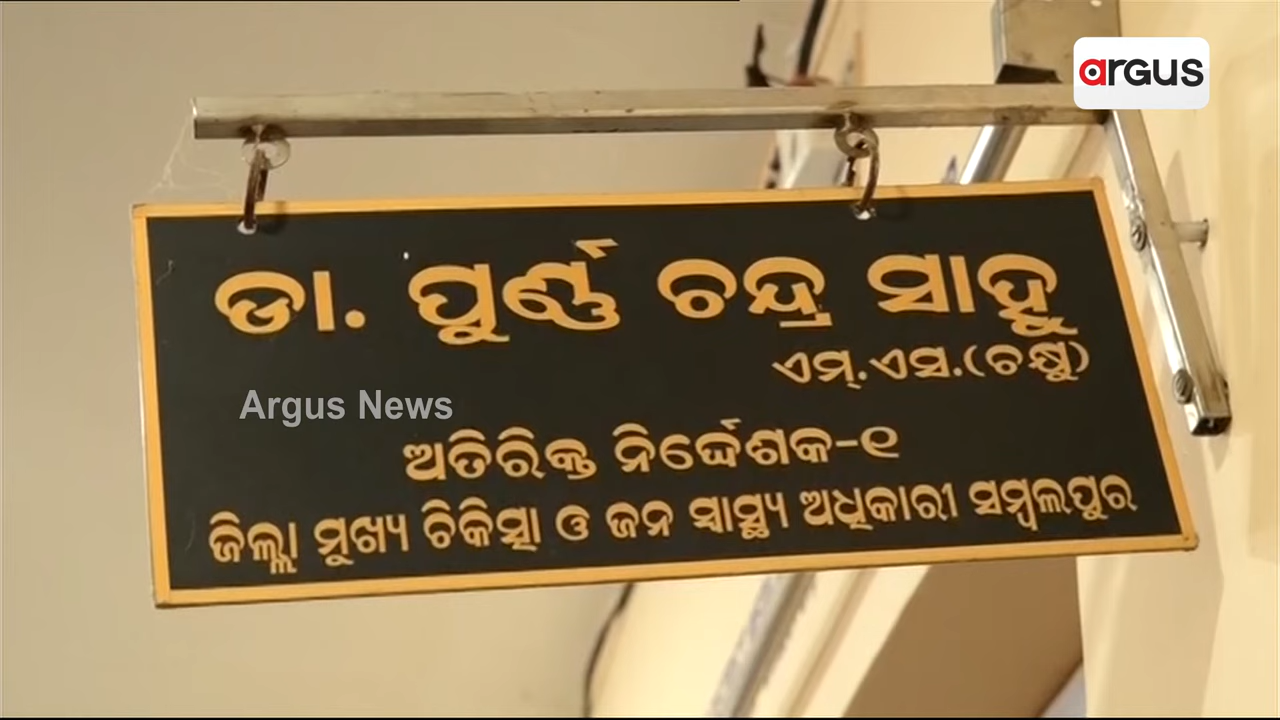 argus
ଡା. ପୁର୍ଣ୍ଣ ଚନ୍ଦ୍ର ସାହୁ
ଏମ୍.ଏସ.(ଚକ୍ଷୁ)
Argus News
ଅତିରିକ୍ତ ନିର୍ଦ୍ଦେଶକ-୧
ଜିଲ୍ଲା ମୁଖ୍ୟ ଚିକିତ୍ସା ଓ ଜନ ସ୍ୱାସ୍ଥ୍ୟ ଅଧିକାରୀ ସମ୍ବଲପୁର